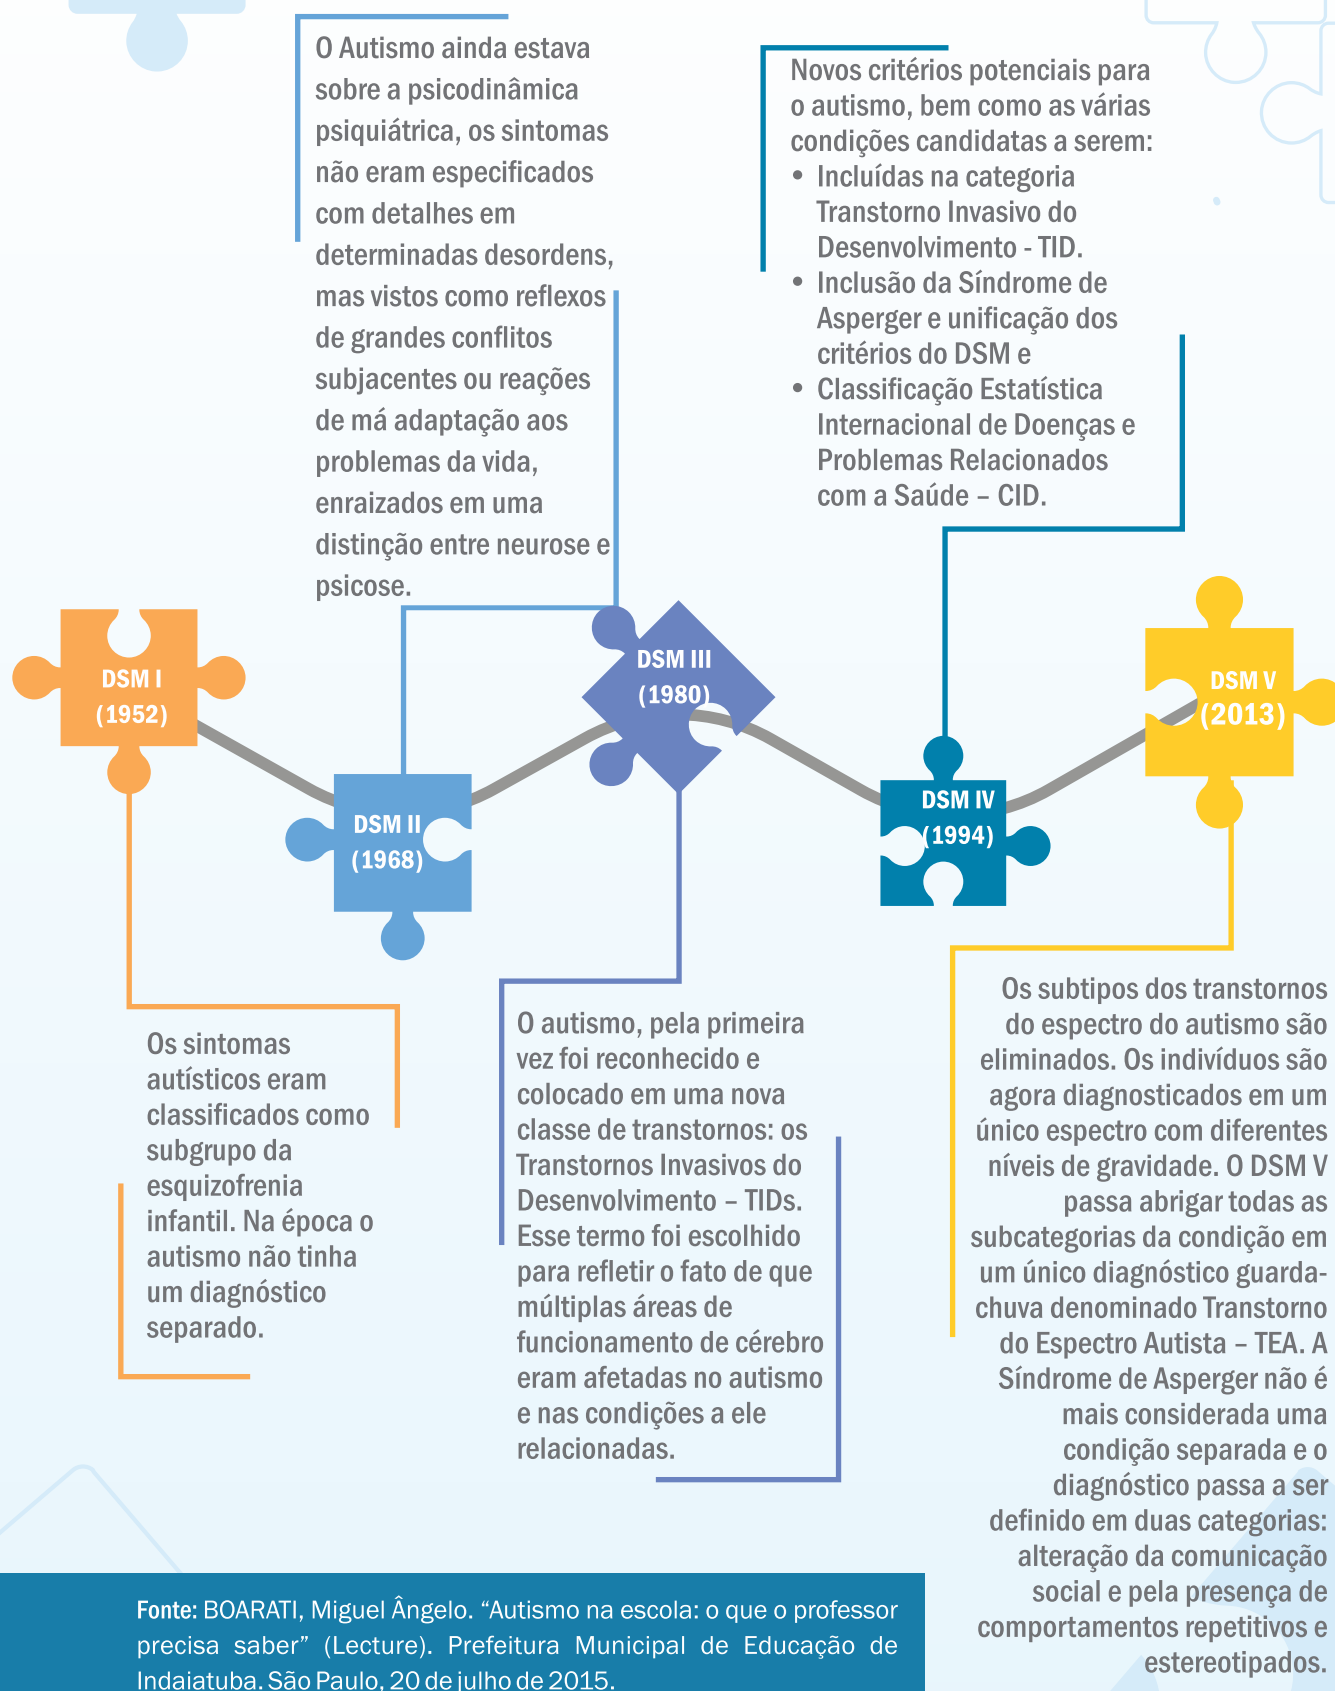 O Autismo ainda estava
sobre a psicodinâmica
psiquiátrica, os sintomas
não eram especificados
com detalhes em
determinadas desordens,
mas vistos como reflexos
de grandes conflitos
subjacentes ou reações
de má adaptação aos
problemas da vida,
enraizados em uma
distinção entre neurose e
psicose.
Novos critérios potenciais para
o autismo, bem como as várias
condições candidatas a serem:
• Incluídas na categoria
Transtorno Invasivo do
Desenvolvimento - TID.
• Inclusão da Síndrome de
Asperger e unificação dos
critérios do DSM e
• Classificação Estatística
Internacional de Doenças e
Problemas Relacionados
com a Saúde – CID.
DSM I
(1952)
DSM II
(1968)
DSM III
(1980)
DSM IV
(1994)
DSM V
(2013)
Os sintomas
autísticos eram
classificados como
subgrupo da
esquizofrenia
infantil. Na época o
autismo não tinha
um diagnóstico
separado.
O autismo, pela primeira
vez foi reconhecido e
colocado em uma nova
classe de transtornos: os
Transtornos Invasivos do
Desenvolvimento – TIDs.
Esse termo foi escolhido
para refletir o fato de que
múltiplas áreas de
funcionamento de cérebro
eram afetadas no autismo
e nas condições a ele
relacionadas.
Os subtipos dos transtornos
do espectro do autismo são
eliminados. Os indivíduos são
agora diagnosticados em um
único espectro com diferentes
níveis de gravidade. O DSM V
passa abrigar todas as
subcategorias da condição em
um único diagnóstico guarda-
chuva denominado Transtorno
do Espectro Autista – TEA. A
Síndrome de Asperger não é
mais considerada uma
condição separada e o
diagnóstico passa a ser
definido em duas categorias:
alteração da comunicação
social e pela presença de
comportamentos repetitivos e
estereotipados.
Fonte: BOARATI, Miguel Ângelo. “Autismo na escola: o que o professor
precisa saber” (Lecture). Prefeitura Municipal de Educação de
Indaiatuba. São Paulo, 20 de julho de 2015.